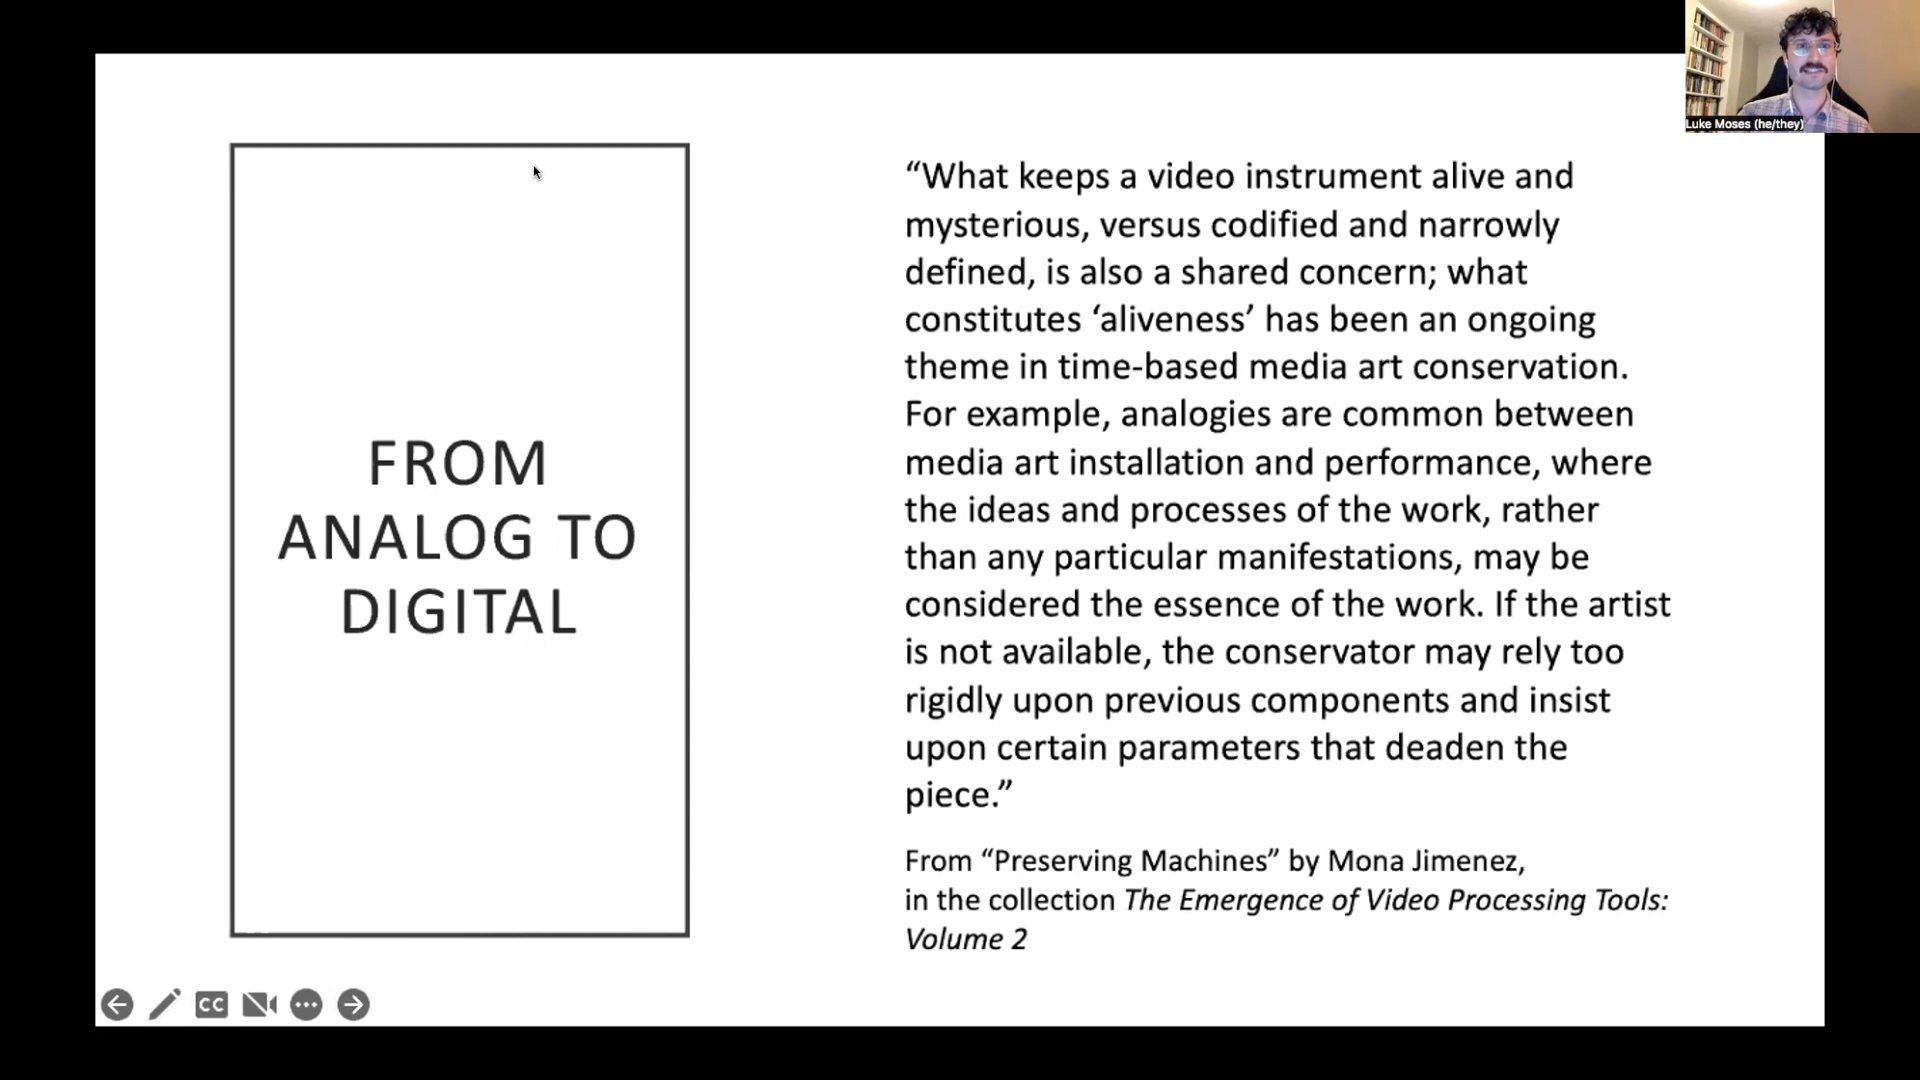 Luke Moses (he/they)
FROM
ANALOG TO
DIGITAL
“What keeps a video instrument alive and
mysterious, versus codified and narrowly
defined, is also a shared concern; what
constitutes ‘aliveness’ has been an ongoing
theme in time-based media art conservation.
For example, analogies are common between
media art installation and performance, where
the ideas and processes of the work, rather
than any particular manifestations, may be
considered the essence of the work. If the artist
is not available, the conservator may rely too
rigidly upon previous components and insist
upon certain parameters that deaden the
piece.”
From “Preserving Machines” by Mona Jimenez,
in the collection The Emergence of Video Processing Tools:
Volume 2
CC